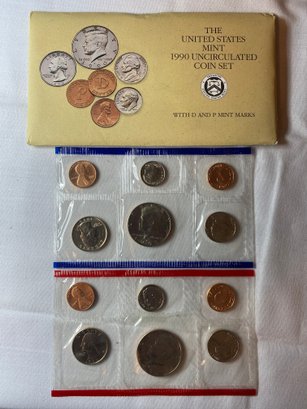 THE
UNITED STATES
MINT
1990 UNCIRCULATED
COIN SET
WITH D AND P MINT MARKS